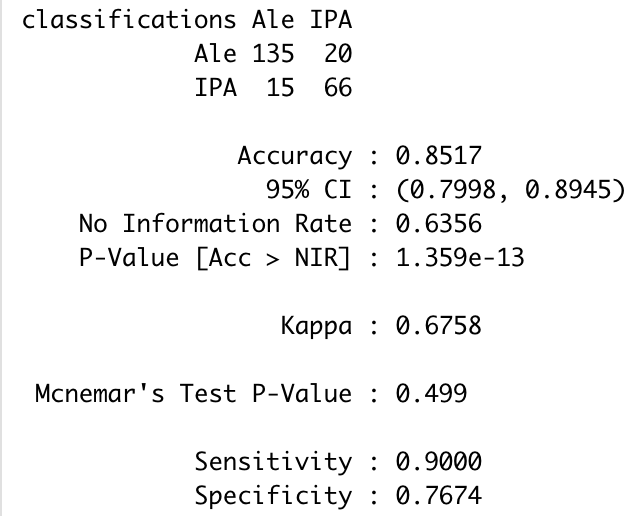 classifications Ale IPA
Ale 135 20
IPA 15 66
Accuracy : 0.8517
95% CI : (0.7998, 0.8945)
No Information Rate : 0.6356
P-Value [Acc > NIR] : 1.359e-13
Kappa : 0.6758
Mcnemar's Test P-Value : 0.499
Sensitivity : 0.9000
Specificity : 0.7674